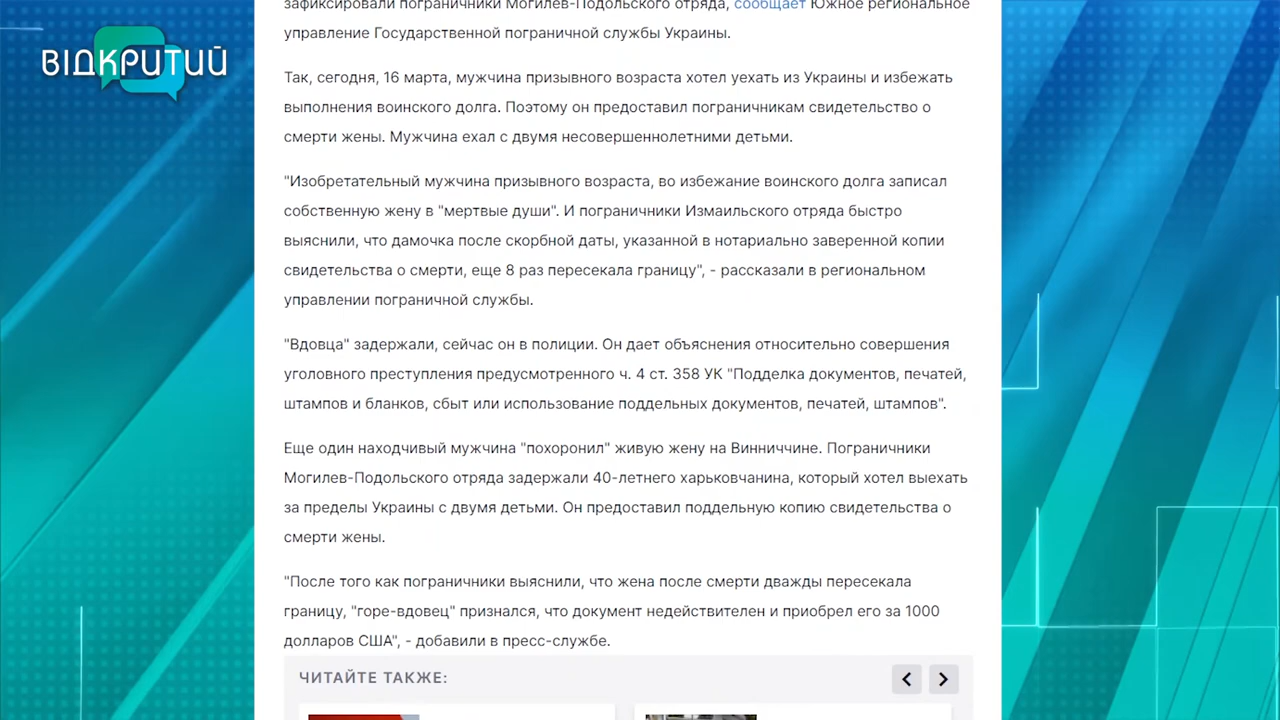 ВІДКРИТИЙ
зафиксировали пограничники Могилев-Подольского отряда, сообщает Южное региональное
управление Государственной пограничной службы Украины.
Так, сегодня, 16 марта, мужчина призывного возраста хотел уехать из Украины и избежать
выполнения воинского долга. Поэтому он предоставил пограничникам свидетельство о
смерти жены. Мужчина ехал с двумя несовершеннолетними детьми.
"Изобретательный мужчина призывного возраста, во избежание воинского долга записал
собственную жену в "мертвые души". И пограничники Измаильского отряда быстро
выяснили, что дамочка после скорбной даты, указанной в нотариально заверенной копии
свидетельства о смерти, еще 8 раз пересекала границу", - рассказали в региональном
управлении пограничной службы.
"Вдовца" задержали, сейчас он в полиции. Он дает объяснения относительно совершения
уголовного преступления предусмотренного ч. 4 ст. 358 УК "Подделка документов, печатей,
штампов и бланков, сбыт или использование поддельных документов, печатей, штампов".
Еще один находчивый мужчина "похоронил" живую жену на Винниччине. Пограничники
Могилев-Подольского отряда задержали 40-летнего харьковчанина, который хотел выехать
за пределы Украины с двумя детьми. Он предоставил поддельную копию свидетельства о
смерти жены.
"После того как пограничники выяснили, что жена после смерти дважды пересекала
границу, "горе-вдовец" признался, что документ недействителен и приобрел его за 1000
долларов США", - добавили в пресс-службе.
ЧИТАЙТЕ ТАКЖЕ: